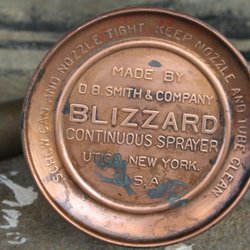 SCREW CAP AND NOZZLE TIGHT KEEP NOZZLE AND TUBE CLEAN
MADE BY
D.B. SMITH & COMPANY
BLIZZARD
CONTINUOUS SPRAYER
UTICA, NEW YORK.
U.S.A.